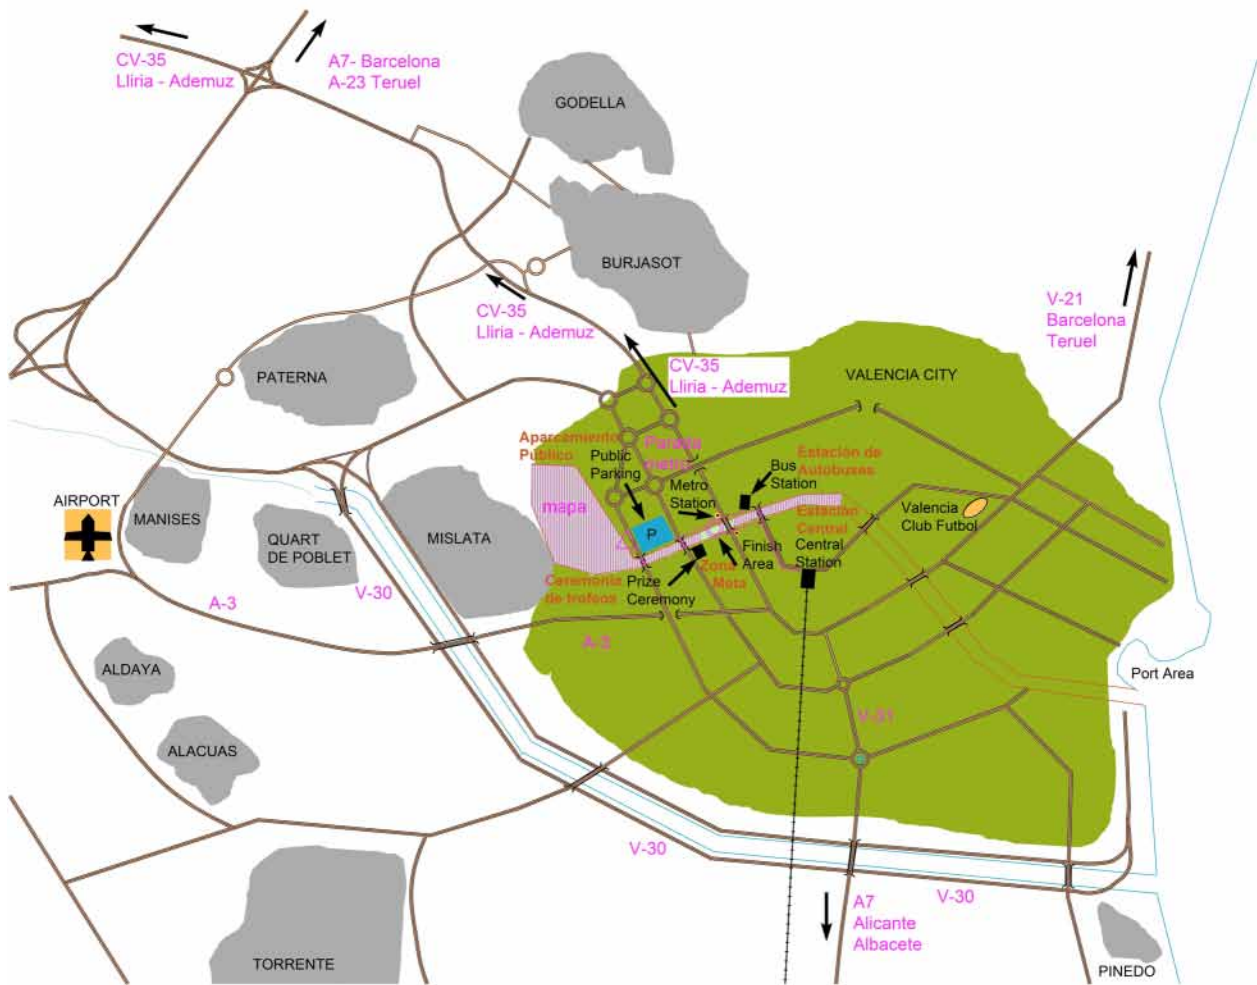 CV-35
Lliria - Ademuz
A7- Barcelona
A-23 Teruel
GODELLA
BURJASOT
CV-35
Lliria - Ademuz
V-21
Barcelona
Teruel
PATERNA
CV-35
Lliria - Ademuz
VALENCIA CITY
Aparcamiento
Público
Public
Parking
Parada
metro
Metro
Station
Bus
Station
Estación de
Autobuses
AIRPORT
MANISES
QUART
DE POBLET
MISLATA
mapa
P
Estación
Central
Central
Station
Valencia
Club Futbol
Finish
Area
Zona
Meta
Ceremonia
de trofeos
Prize
Ceremony
A-3
V-30
A-3
ALDAYA
Port Area
V-31
ALACUAS
V-30
V-30
A7
Alicante
Albacete
TORRENTE
PINEDO